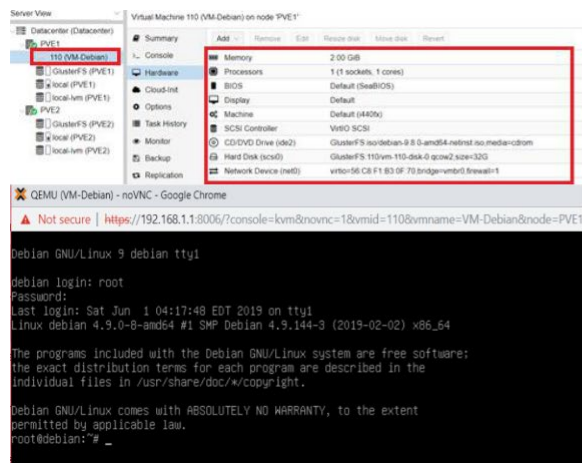 Server View
Datacenter (Datacenter)
PVE1
110 (VM-Debian)
GlusterFS (PVE1)
local (PVE1)
local-lvm (PVE1)
PVE2
GlusterFS (PVE2)
local (PVE2)
local-lvm (PVE2)
Virtual Machine 110 (VM-Debian) on node 'PVE1'
Summary
Console
Hardware
Cloud-Init
Options
Task History
Monitor
Backup
Replication
Add Remove Edit Resize disk Move disk Revert
Memory 2.00 GiB
Processors 1 (1 sockets, 1 cores)
BIOS Default (SeaBIOS)
Display Default
Machine Default (i440fx)
SCSI Controller VirtIO SCSI
CD/DVD Drive (ide2) GlusterFS:iso/debian-9.8.0-amd64-netinst.iso,media=cdrom
Hard Disk (scsi0) GlusterFS:110/vm-110-disk-0.qcow2,size=32G
Network Device (net0) virtio=56:C8:F1:B3:0F:70,bridge=vmbr0,firewall=1
QEMU (VM-Debian) - noVNC - Google Chrome
Not secure | https://192.168.1.1:8006/?console=kvm&novnc=1&vmid=110&vmname=VM-Debian&node=PVE1
Debian GNU/Linux 9 debian tty1
debian login: root
Password:
Last login: Sat Jun 1 04:17:48 EDT 2019 on tty1
Linux debian 4.9.0-8-amd64 #1 SMP Debian 4.9.144-3 (2019-02-02) x86_64
The programs included with the Debian GNU/Linux system are free software;
the exact distribution terms for each program are described in the
individual files in /usr/share/doc/*/copyright.
Debian GNU/Linux comes with ABSOLUTELY NO WARRANTY, to the extent
permitted by applicable law.
root@debian:~# _